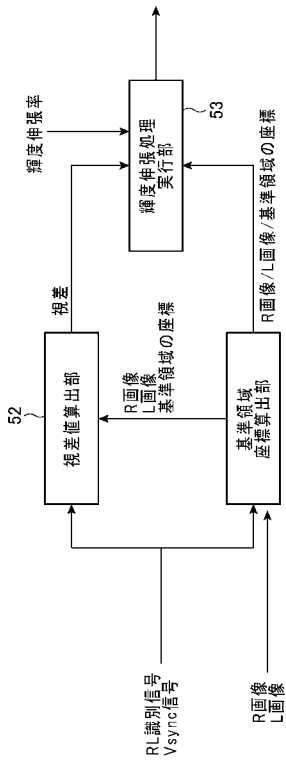 RL識別信号
Vsync信号
R画像
L画像
52
視差値算出部
基準領域
座標算出部
R画像
L画像
基準領域の座標
視差
R画像/L画像/基準領域の座標
輝度伸張率
輝度伸張処理
実行部
53